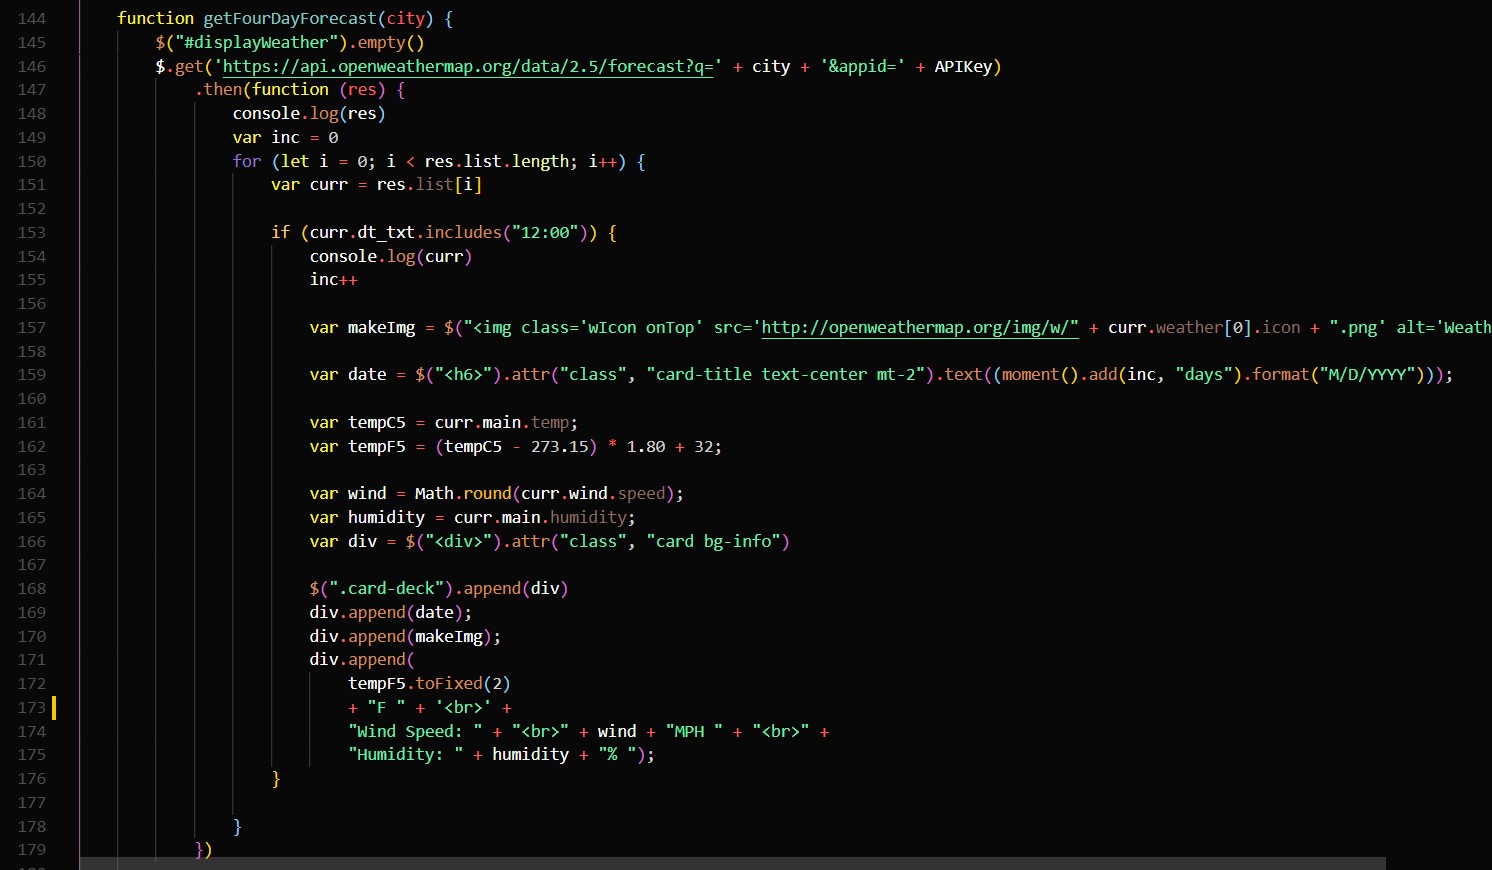 144 function getFourDayForecast(city) {
145 $("#displayWeather").empty()
146 $.get('https://api.openweathermap.org/data/2.5/forecast?q=' + city + '&appid=' + APIKey)
147 .then(function (res) {
148 console.log(res)
149 var inc = 0
150 for (let i = 0; i < res.list.length; i++) {
151 var curr = res.list[i]
152
153 if (curr.dt_txt.includes("12:00")) {
154 console.log(curr)
155 inc++
156
157 var makeImg = $("<img class='wIcon onTop' src='http://openweathermap.org/img/w/" + curr.weather[0].icon + ".png' alt='Weath
158
159 var date = $("<h6>").attr("class", "card-title text-center mt-2").text((moment().add(inc, "days").format("M/D/YYYY")));
160
161 var tempC5 = curr.main.temp;
162 var tempF5 = (tempC5 - 273.15) * 1.80 + 32;
163
164 var wind = Math.round(curr.wind.speed);
165 var humidity = curr.main.humidity;
166 var div = $("<div>").attr("class", "card bg-info")
167
168 $(".card-deck").append(div)
169 div.append(date);
170 div.append(makeImg);
171 div.append(
172 tempF5.toFixed(2)
173 + "F " + '<br>' +
174 "Wind Speed: " + "<br>" + wind + "MPH " + "<br>" +
175 "Humidity: " + humidity + "% ");
176 }
177
178 }
179 })